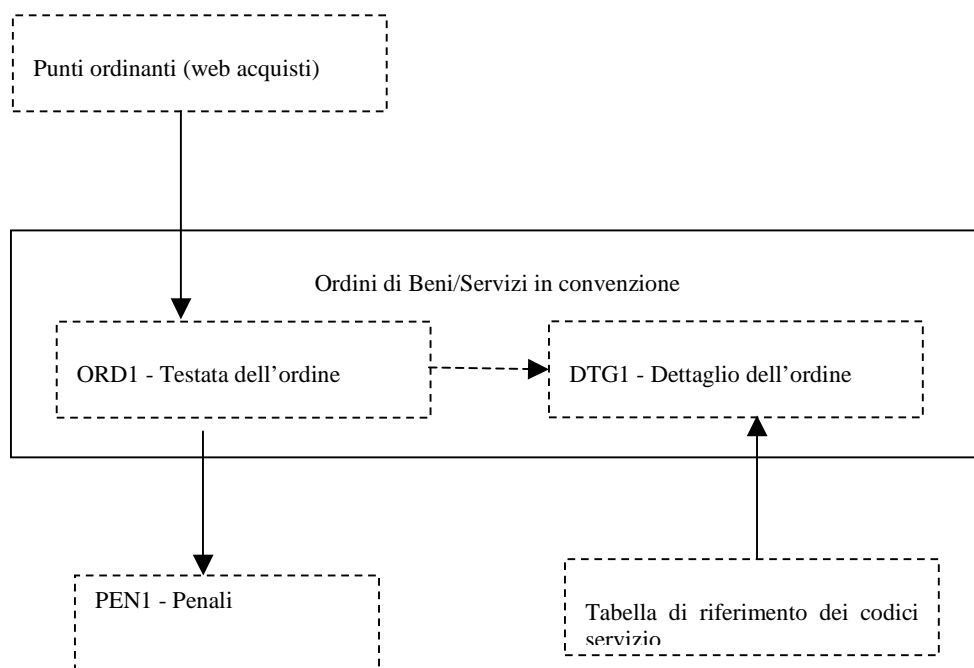 Punti ordinanti (web acquisti)
Ordini di Beni/Servizi in convenzione
ORD1 - Testata dell’ordine
DTG1 - Dettaglio dell’ordine
PEN1 - Penali
Tabella di riferimento dei codici
servizio